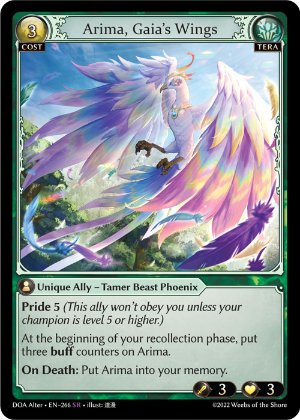 3
COST
Arima, Gaia's Wings
TERA
Unique Ally – Tamer Beast Phoenix
Pride 5 (This ally won't obey you unless your
champion is level 5 or higher.)
At the beginning of your recollection phase, put
three buff counters on Arima.
On Death: Put Arima into your memory.
3
3
DOA Alter • EN-266 SR • illust: 道漫
©2022 Weebs of the Shore